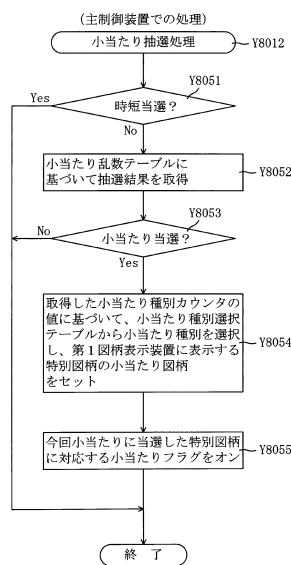 (主制御装置での処理)
小当たり抽選処理
Y8012
Y8051
時短当選？
Yes
No
小当たり乱数テーブルに
基づいて抽選結果を取得
Y8052
Y8053
小当たり当選？
No
Yes
取得した小当たり種別カウンタの
値に基づいて、小当たり種別選択
テーブルから小当たり種別を選択
し、第1図柄表示装置に表示する
特別図柄の小当たり図柄
をセット
Y8054
今回小当たりに当選した特別図柄
に対応する小当たりフラグをオン
Y8055
終 了